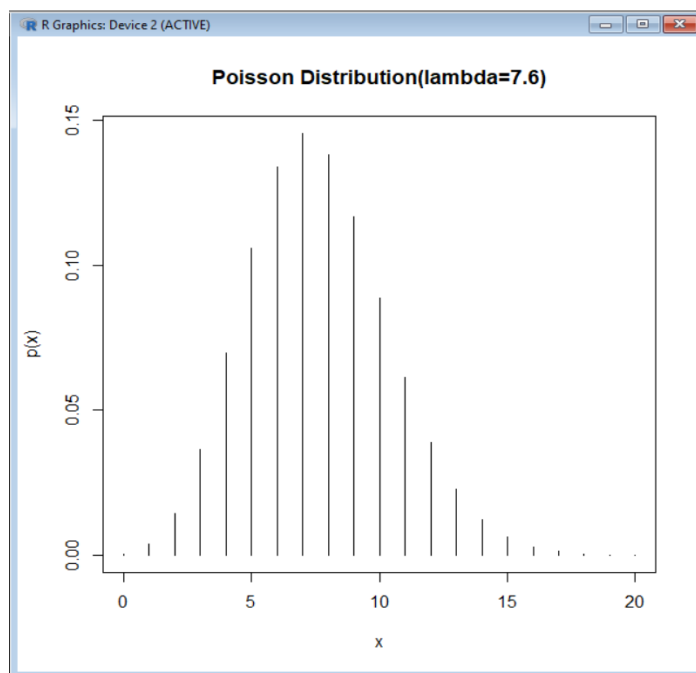 R Graphics: Device 2 (ACTIVE)
Poisson Distribution(lambda=7.6)
0.15
0.10
0.05
0.00
p(x)
0 5 10 15 20
x